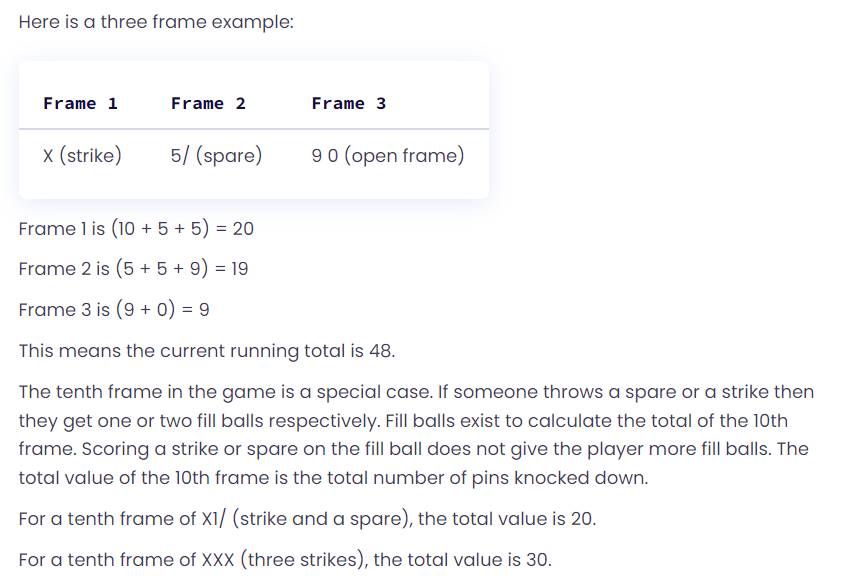 Here is a three frame example:
Frame 1 Frame 2 Frame 3
X (strike) 5/ (spare) 9 0 (open frame)
Frame 1 is (10 + 5 + 5) = 20
Frame 2 is (5 + 5 + 9) = 19
Frame 3 is (9 + 0) = 9
This means the current running total is 48.
The tenth frame in the game is a special case. If someone throws a spare or a strike then
they get one or two fill balls respectively. Fill balls exist to calculate the total of the 10th
frame. Scoring a strike or spare on the fill ball does not give the player more fill balls. The
total value of the 10th frame is the total number of pins knocked down.
For a tenth frame of X1/ (strike and a spare), the total value is 20.
For a tenth frame of XXX (three strikes), the total value is 30.